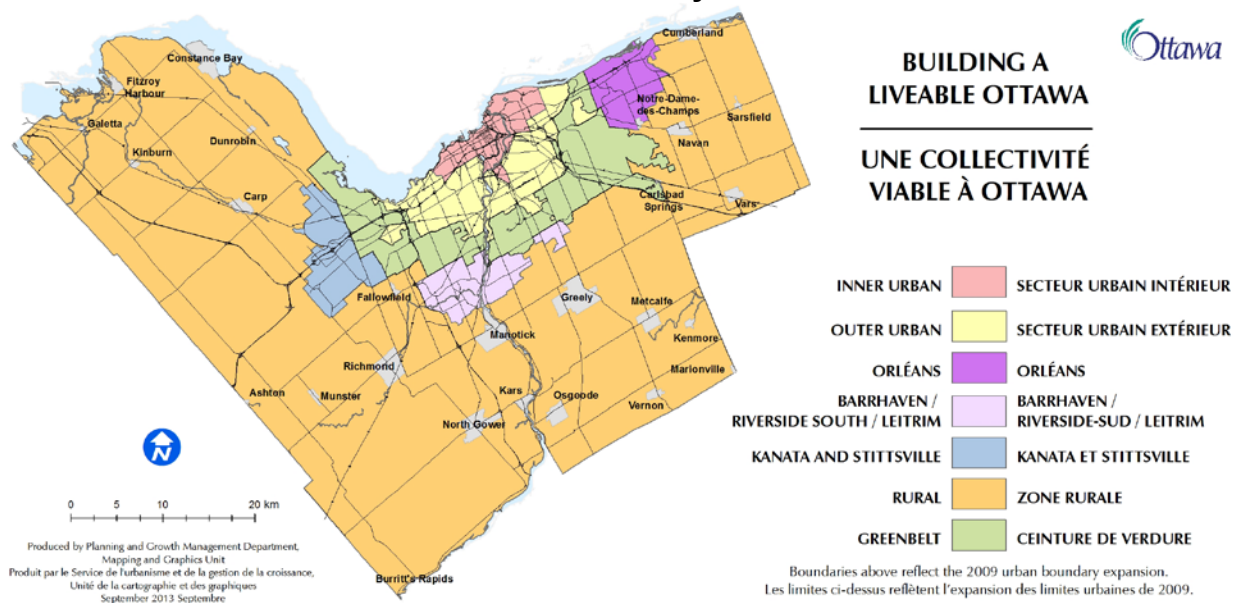 Cumberland
Constance Bay
Fitzroy
Harbour
Galetta
Kinburn
Dunrobin
Carp
Notre-Dame-
des-Champs
Sarsfield
Navan
Carlsbad
Springs
Vars
Fallowfield
Greely
Metcalfe
Manotick
Kenmore
Richmond
Marionville
Ashton
Munster
Kars
Osgoode
Vernon
North Gower
Burritt's Rapids
N
0 5 10 20 km
Produced by Planning and Growth Management Department,
Mapping and Graphics Unit
Produit par le Service de l'urbanisme et de la gestion de la croissance,
Unité de la cartographie et des graphiques
September 2013 Septembre
Ottawa
BUILDING A
LIVEABLE OTTAWA
UNE COLLECTIVITÉ
VIABLE À OTTAWA
INNER URBAN SECTEUR URBAIN INTÉRIEUR
OUTER URBAN SECTEUR URBAIN EXTÉRIEUR
ORLÉANS ORLÉANS
BARRHAVEN / BARRHAVEN /
RIVERSIDE SOUTH / LEITRIM RIVERSIDE-SUD / LEITRIM
KANATA AND STITTSVILLE KANATA ET STITTSVILLE
RURAL ZONE RURALE
GREENBELT CEINTURE DE VERDURE
Boundaries above reflect the 2009 urban boundary expansion.
Les limites ci-dessus reflètent l'expansion des limites urbaines de 2009.